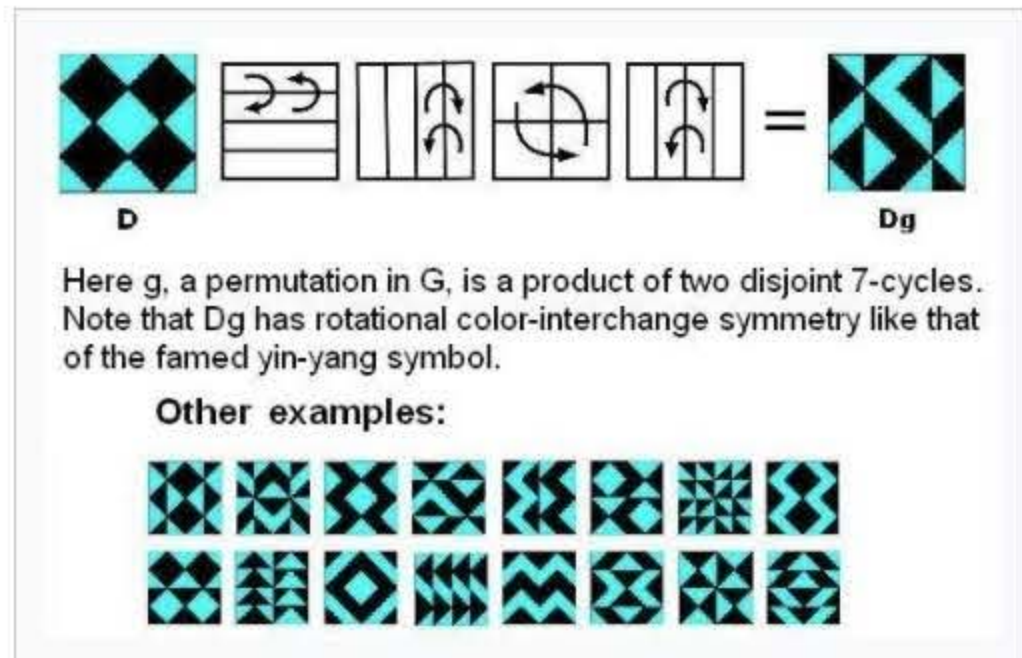 =
D Dg
Here g, a permutation in G, is a product of two disjoint 7-cycles.
Note that Dg has rotational color-interchange symmetry like that
of the famed yin-yang symbol.
Other examples: